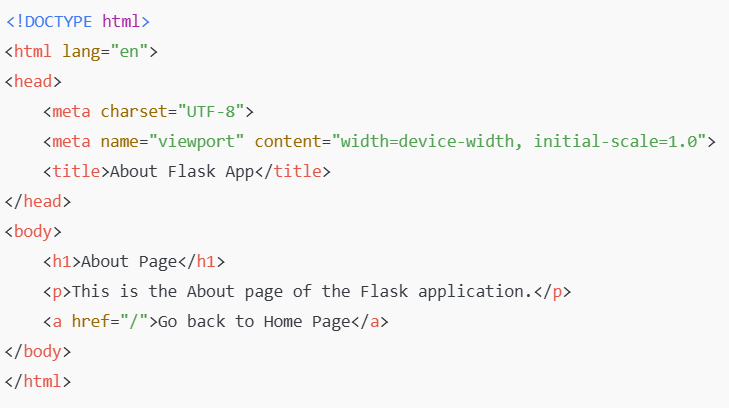 <!DOCTYPE html>
<html lang="en">
<head>
    <meta charset="UTF-8">
    <meta name="viewport" content="width=device-width, initial-scale=1.0">
    <title>About Flask App</title>
</head>
<body>
    <h1>About Page</h1>
    <p>This is the About page of the Flask application.</p>
    <a href="/">Go back to Home Page</a>
</body>
</html>